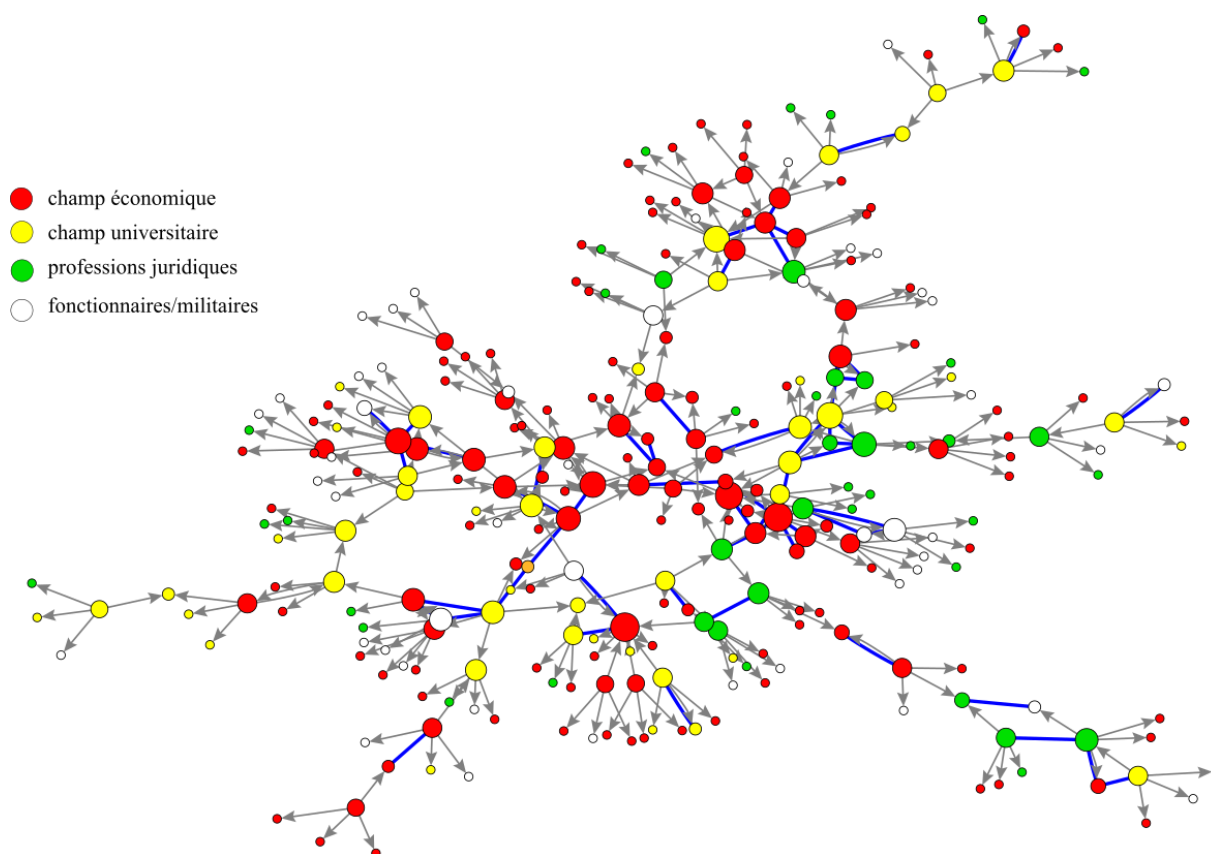 champ économique
champ universitaire
professions juridiques
fonctionnaires/militaires